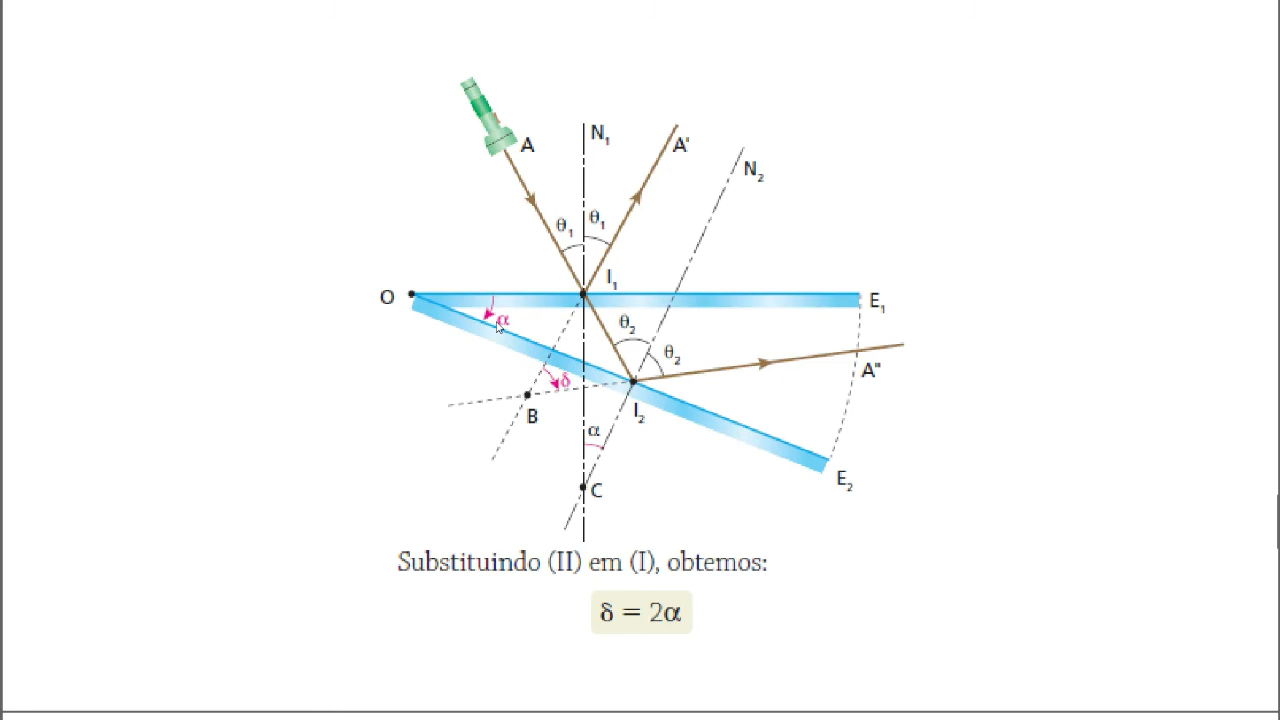 A
N₁
A'
N₂
θ₁
θ₁
O
I₁
E₁
α
θ₂
θ₂
A"
δ
B
I₂
α
E₂
C
Substituindo (II) em (I), obtemos:
δ = 2α